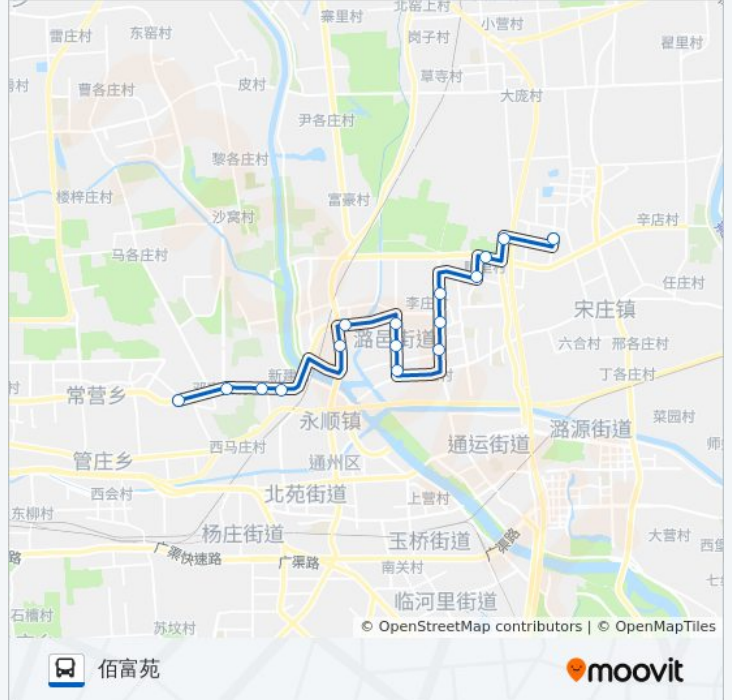 寨里村
北窑上村
小营村
雷庄村
东窑村
岗子村
翟里村
草寺村
皮村
曹各庄村
大庞村
尹各庄村
黎各庄村
楼梓庄村
富豪村
沙窝村
辛店村
马各庄村
任庄村
李庄
宋庄镇
潞邑街道
六合村
邢各庄村
新建
丁各庄村
常营乡
村
菜园村
永顺镇
潞源街道
西马庄村
通运街道
管庄乡
通州区
西会村
北苑街道
上营村
东柳村
杨庄街道
玉桥街道
大营村
广渠路
广渠快速路
广渠路
路
南关村
临河里街道
石槽村
苏坟村
© OpenStreetMap contributors | © OpenMapTiles
佰富苑
moovit